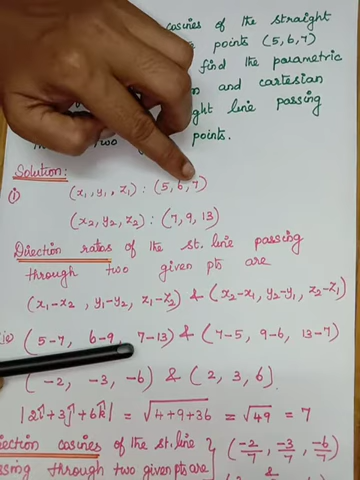 cosines of the straight
points (5,6,7)
find the parametric
and cartesian
line passing
two points.
Solution:
(i) (x₁, y₁, z₁) : (5, 6, 7)
(x₂, y₂, z₂) : (7, 9, 13)
Direction ratios of the st. line passing
through two given pts are
(x₁-x₂, y₁-y₂, z₁-z₂) & (x₂-x₁, y₂-y₁, z₂-z₁)
(5-7, 6-9, 7-13) & (7-5, 9-6, 13-7)
(-2, -3, -6) & (2, 3, 6).
|2î+3ĵ+6k̂| = √(4+9+36) = √49 = 7
cosines of the st. line } (-2/7, -3/7, -6/7)
through two given pts are